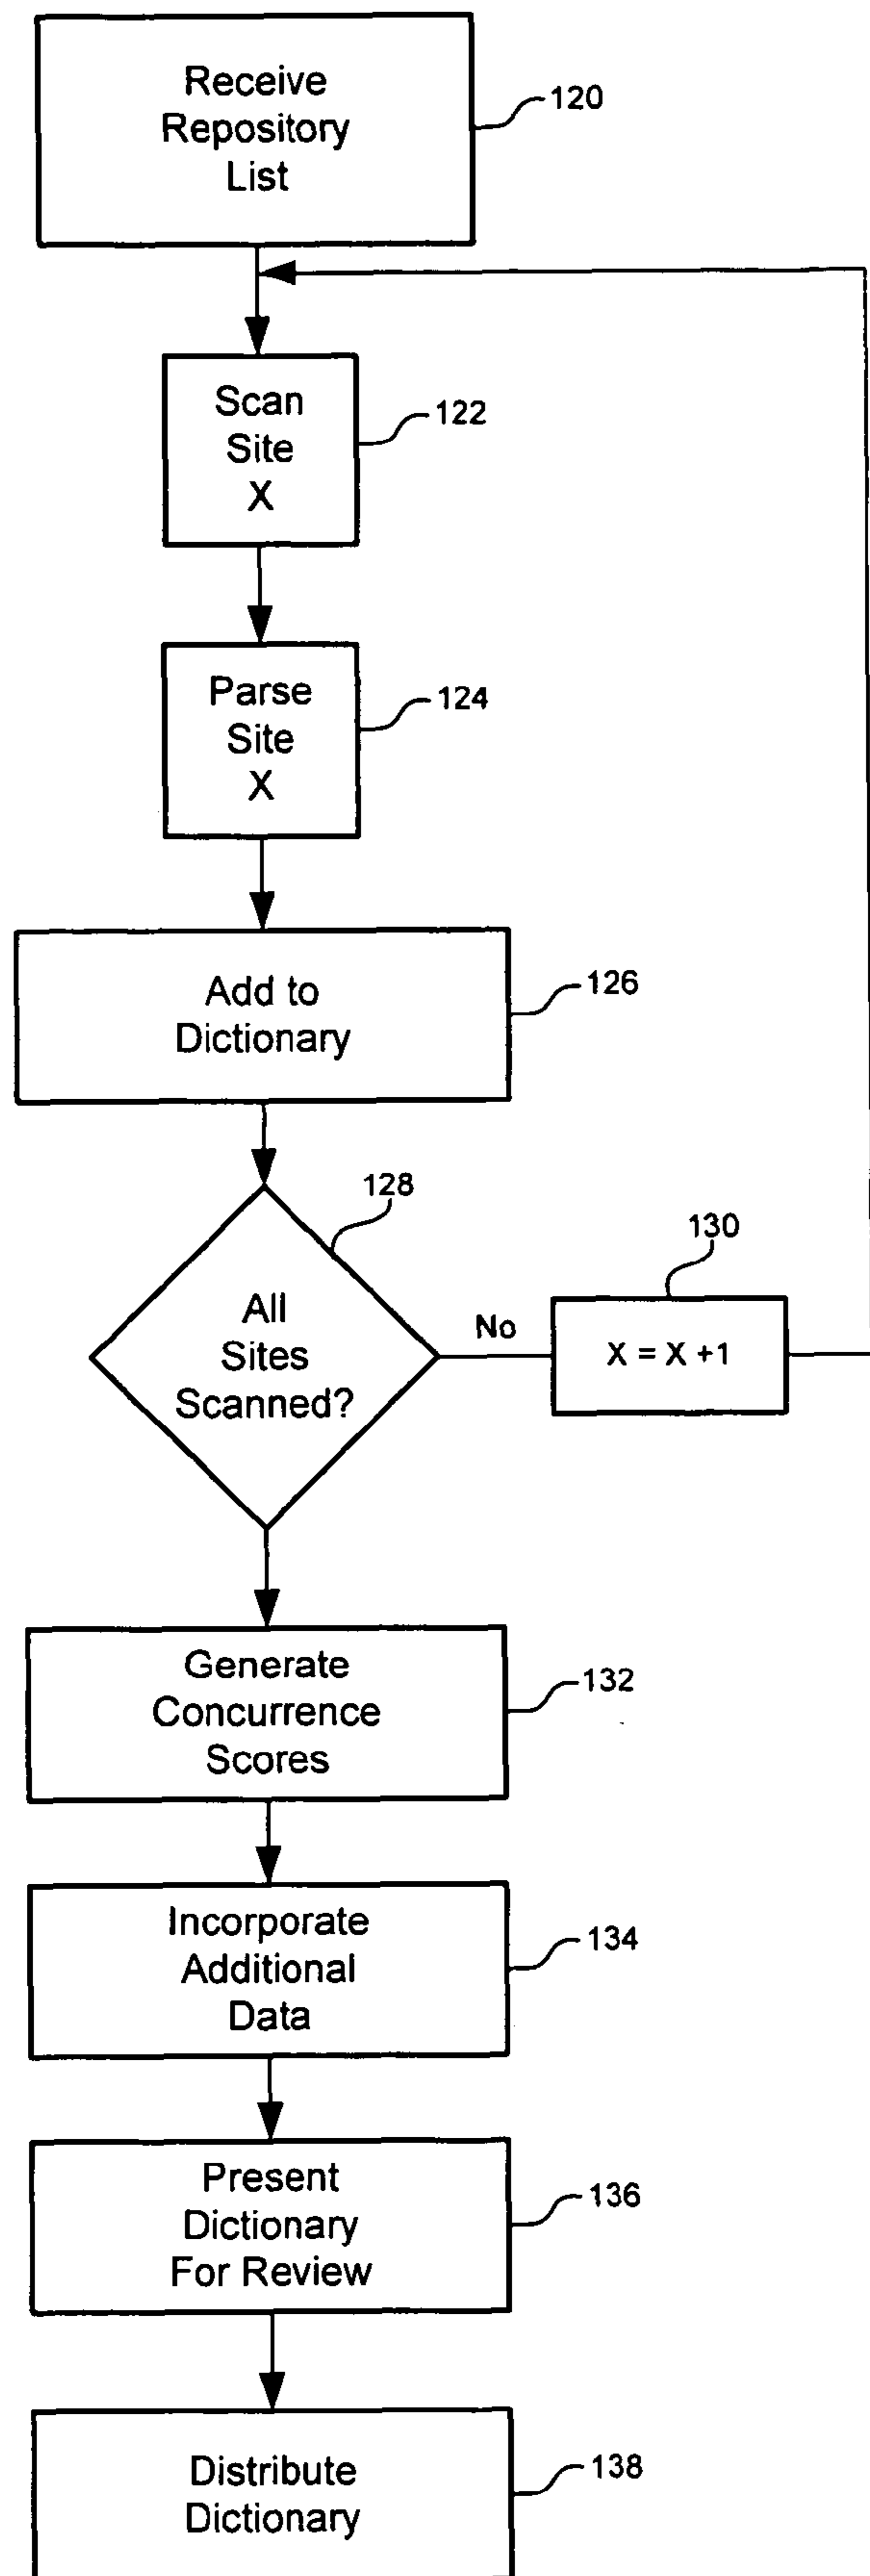 Receive
Repository
List
120
Scan
Site
X
122
Parse
Site
X
124
Add to
Dictionary
126
128
All
Sites
Scanned?
No
130
X = X +1
Generate
Concurrence
Scores
132
Incorporate
Additional
Data
134
Present
Dictionary
For Review
136
Distribute
Dictionary
138